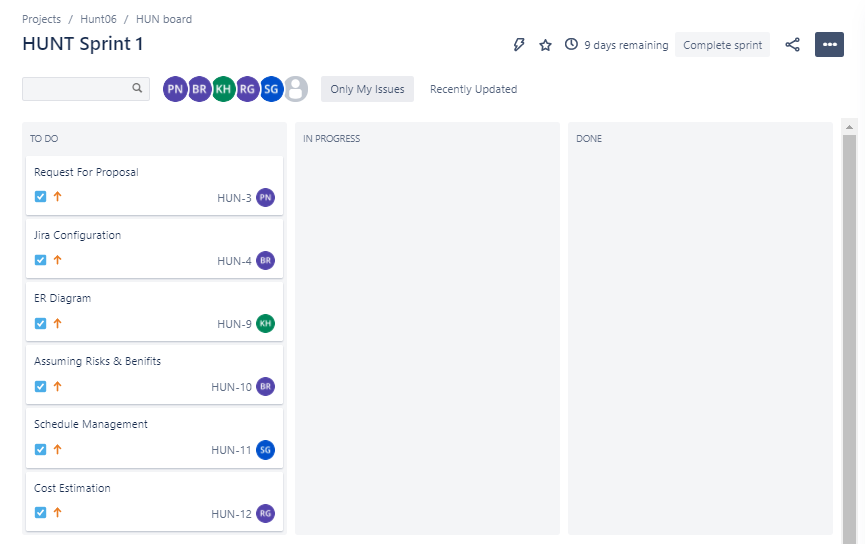 Projects / Hunt06 / HUN board
HUNT Sprint 1
9 days remaining Complete sprint
PN BR KH RG SG Only My Issues Recently Updated
TO DO IN PROGRESS DONE
Request For Proposal
HUN-3 PN
Jira Configuration
HUN-4 BR
ER Diagram
HUN-9 KH
Assuming Risks & Benifits
HUN-10 BR
Schedule Management
HUN-11 SG
Cost Estimation
HUN-12 RG